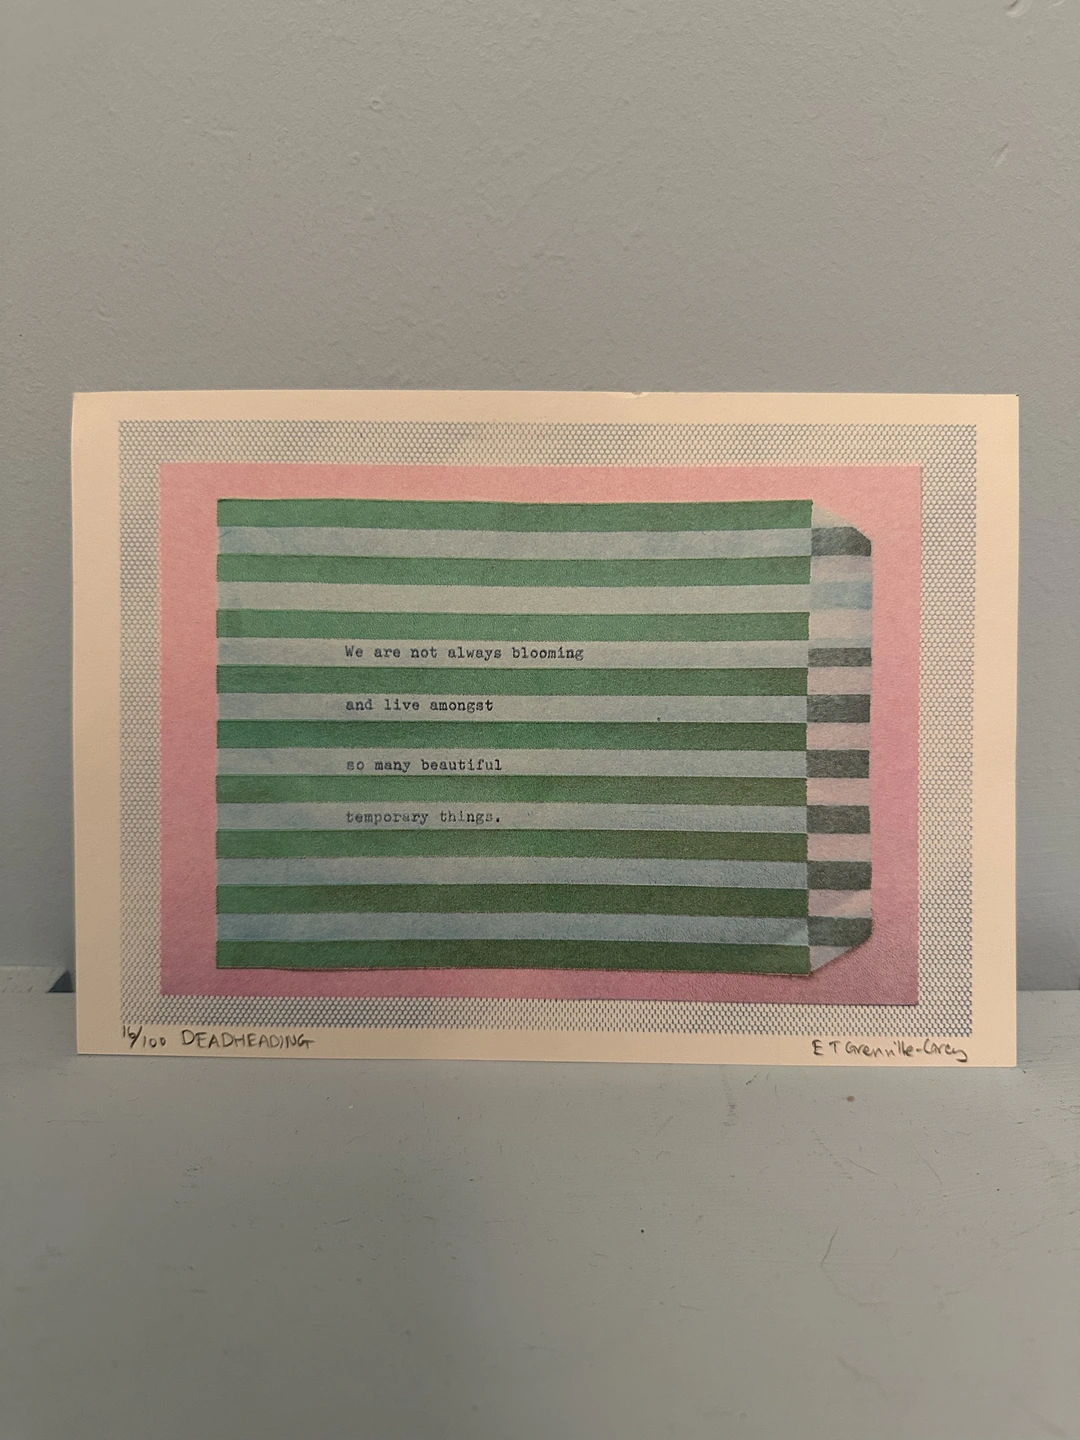 We are not always blooming
and live amongst
so many beautiful
temporary things.
16/100 DEADHEADING
E T Grenville-Carey